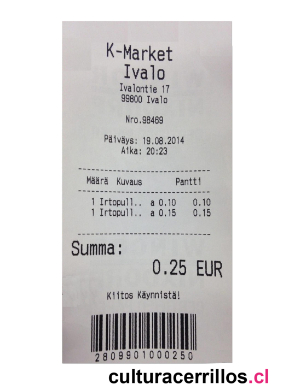 K-Market
Ivalo
Ivalontie 17
99800 Ivalo
Nro.98469
Päiväys: 19.08.2014
Aika: 20:23
Määrä Kuvaus Pantti
1 Irtopull.. a 0.10 0.10
1 Irtopull.. a 0.15 0.15
Summa:
0.25 EUR
Kiitos Käynnistä!
2809901000250
culturacerrillos.cl